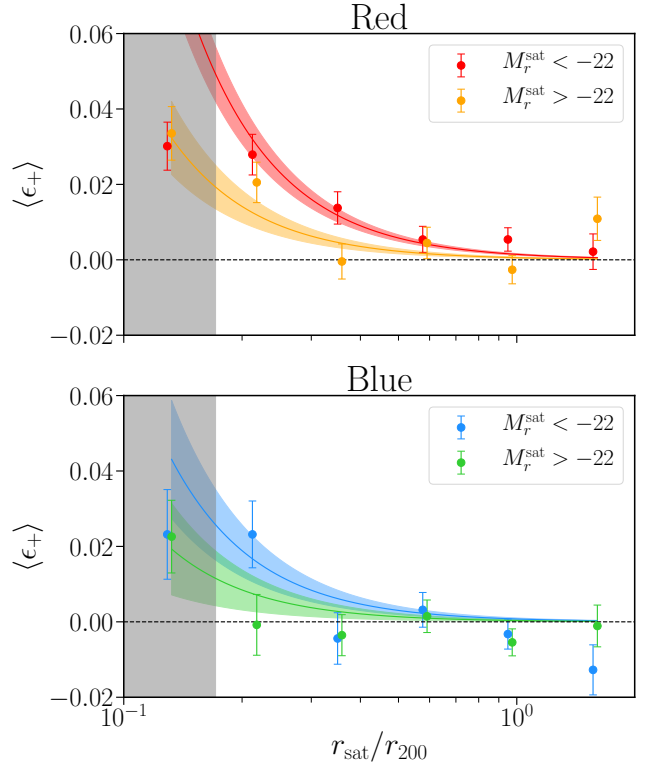 Red
0.06
0.04
0.02
0.00
−0.02
⟨ϵ₊⟩
M_r^sat < −22
M_r^sat > −22
Blue
0.06
0.04
0.02
0.00
−0.02
⟨ϵ₊⟩
M_r^sat < −22
M_r^sat > −22
10⁻¹
10⁰
r_sat/r_200